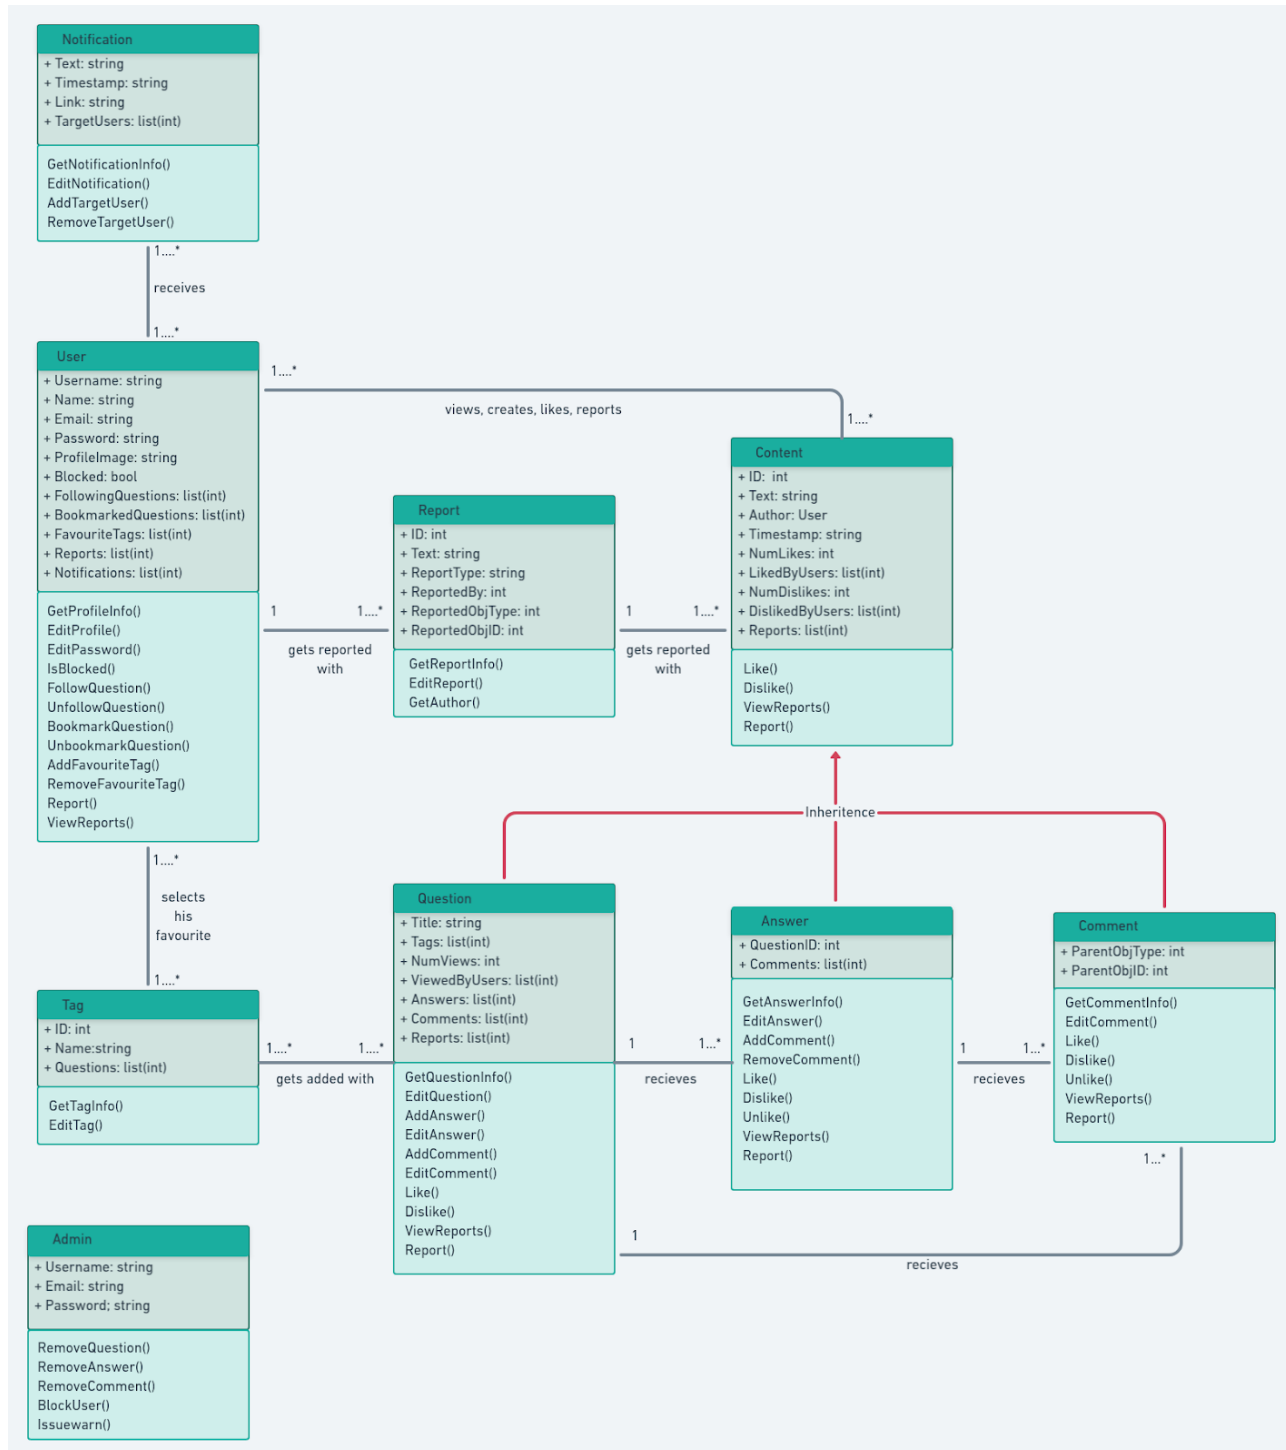 Notification
+ Text: string
+ Timestamp: string
+ Link: string
+ TargetUsers: list(int)
GetNotificationInfo()
EditNotification()
AddTargetUser()
RemoveTargetUser()
1....*
receives
1....*
User
+ Username: string
+ Name: string
+ Email: string
+ Password: string
+ ProfileImage: string
+ Blocked: bool
+ FollowingQuestions: list(int)
+ BookmarkedQuestions: list(int)
+ FavouriteTags: list(int)
+ Reports: list(int)
+ Notifications: list(int)
GetProfileInfo()
EditProfile()
EditPassword()
IsBlocked()
FollowQuestion()
UnfollowQuestion()
BookmarkQuestion()
UnbookmarkQuestion()
AddFavouriteTag()
RemoveFavouriteTag()
Report()
ViewReports()
1....*
views, creates, likes, reports
1....*
1
1....*
gets reported
with
Report
+ ID: int
+ Text: string
+ ReportType: string
+ ReportedBy: int
+ ReportedObjType: int
+ ReportedObjID: int
GetReportInfo()
EditReport()
GetAuthor()
1
1....*
gets reported
with
Content
+ ID: int
+ Text: string
+ Author: User
+ Timestamp: string
+ NumLikes: int
+ LikedByUsers: list(int)
+ NumDislikes: int
+ DislikedByUsers: list(int)
+ Reports: list(int)
Like()
Dislike()
ViewReports()
Report()
Inheritence
1....*
selects
his
favourite
1....*
Tag
+ ID: int
+ Name:string
+ Questions: list(int)
GetTagInfo()
EditTag()
1....*
1....*
gets added with
Question
+ Title: string
+ Tags: list(int)
+ NumViews: int
+ ViewedByUsers: list(int)
+ Answers: list(int)
+ Comments: list(int)
+ Reports: list(int)
GetQuestionInfo()
EditQuestion()
AddAnswer()
EditAnswer()
AddComment()
EditComment()
Like()
Dislike()
ViewReports()
Report()
1
1...*
recieves
Answer
+ QuestionID: int
+ Comments: list(int)
GetAnswerInfo()
EditAnswer()
AddComment()
RemoveComment()
Like()
Dislike()
Unlike()
ViewReports()
Report()
1
1...*
recieves
Comment
+ ParentObjType: int
+ ParentObjID: int
GetCommentInfo()
EditComment()
Like()
Dislike()
Unlike()
ViewReports()
Report()
1...*
1
recieves
Admin
+ Username: string
+ Email: string
+ Password; string
RemoveQuestion()
RemoveAnswer()
RemoveComment()
BlockUser()
Issuewarn()